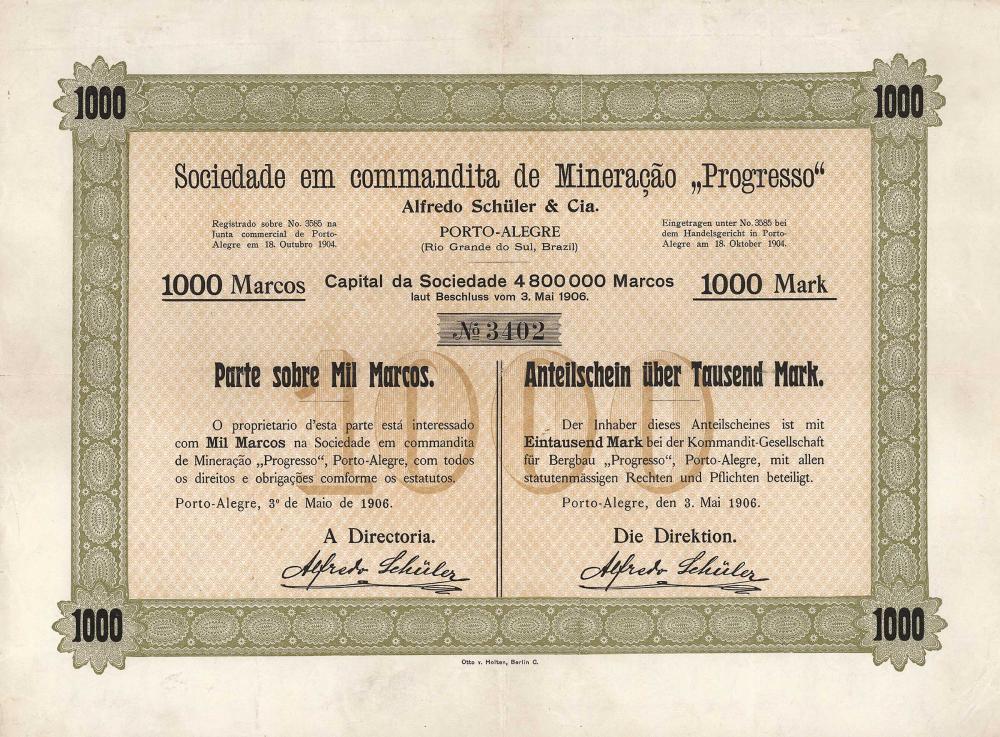 1000
1000
Sociedade em commandita de Mineração „Progresso“
Alfredo Schüler & Cia.
Registrado sobre No. 3585 na
Junta commercial de Porto-
Alegre em 18. Outubro 1904.
PORTO-ALEGRE
(Rio Grande do Sul, Brazil)
Eingetragen unter No. 3585 bei
dem Handelsgericht in Porto-
Alegre am 18. Oktober 1904.
1000 Marcos
Capital da Sociedade 4 800 000 Marcos
laut Beschluss vom 3. Mai 1906.
1000 Mark
№ 3402
1000
Parte sobre Mil Marcos.
O proprietario d'esta parte está interessado
com Mil Marcos na Sociedade em commandita
de Mineração „Progresso“, Porto-Alegre, com todos
os direitos e obrigações comforme os estatutos.
Porto-Alegre, 3º de Maio de 1906.
A Directoria.
Alfredo Schüler
Anteilschein über Tausend Mark.
Der Inhaber dieses Anteilscheines ist mit
Eintausend Mark bei der Kommandit-Gesellschaft
für Bergbau „Progresso“, Porto-Alegre, mit allen
statutenmässigen Rechten und Pflichten beteiligt.
Porto-Alegre, den 3. Mai 1906.
Die Direktion.
Alfredo Schüler
1000
1000
Otto v. Holten, Berlin C.